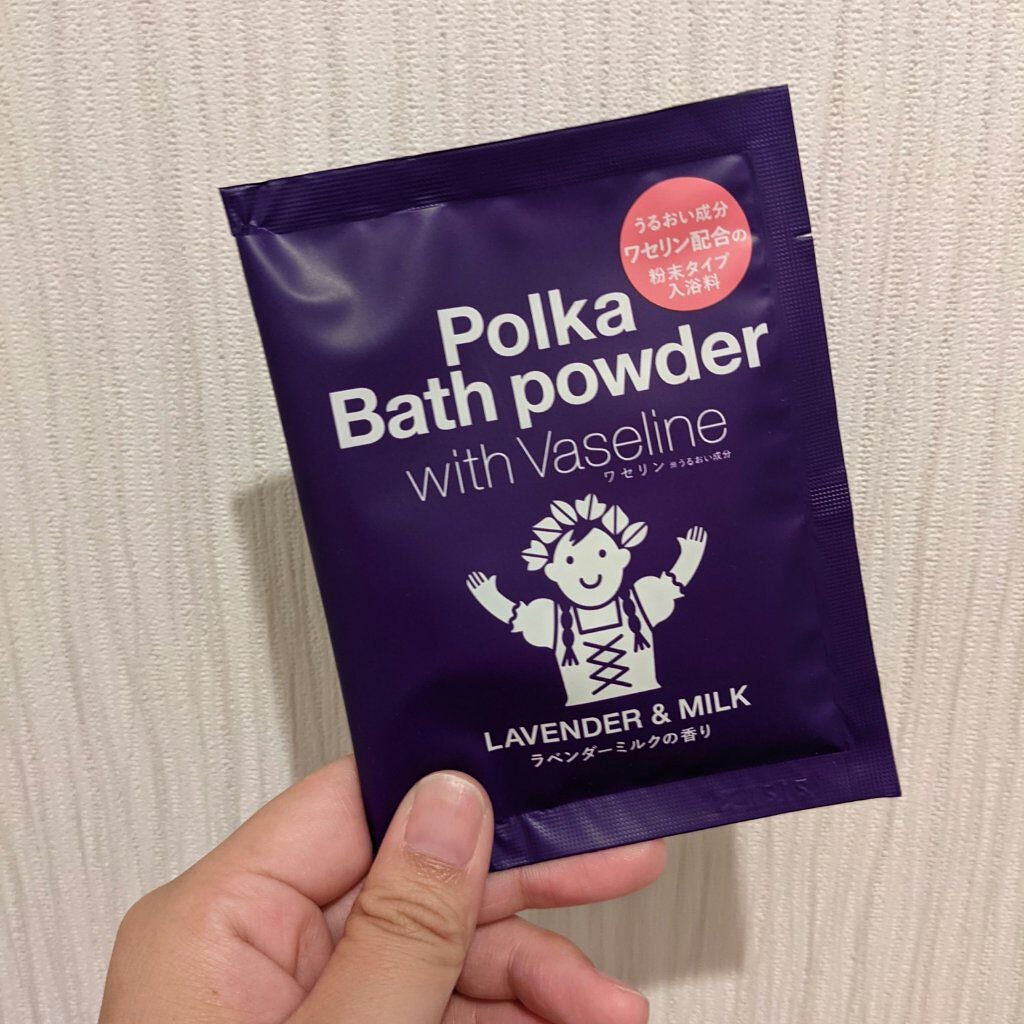 うるおい成分
ワセリン配合の
粉末タイプ
入浴料
Polka
Bath powder
with Vaseline
ワセリン ※うるおい成分
LAVENDER & MILK
ラベンダーミルクの香り